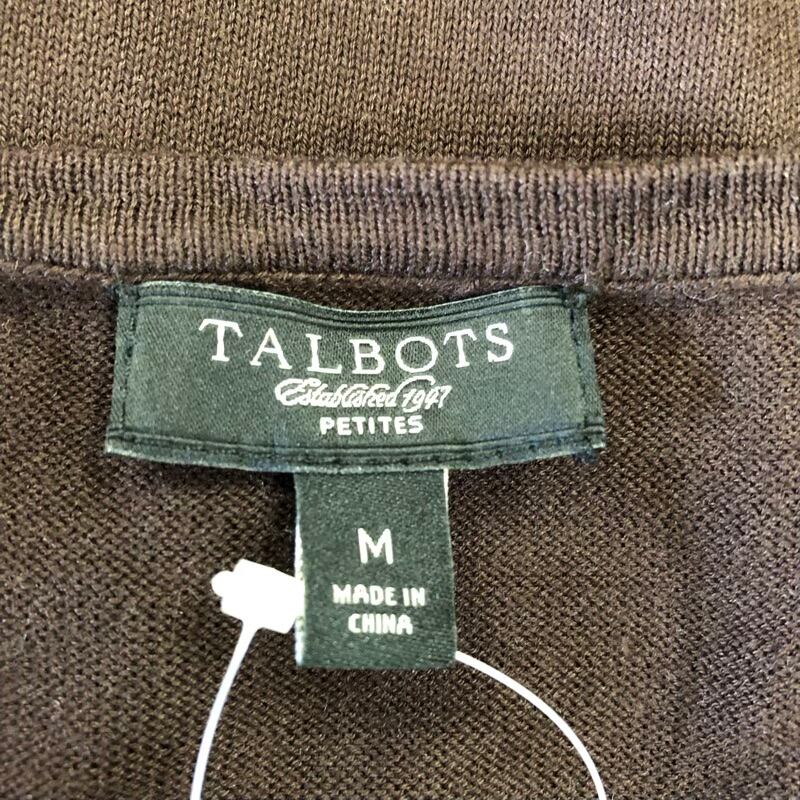 TALBOTS
Established 1947
PETITES
M
MADE IN
CHINA